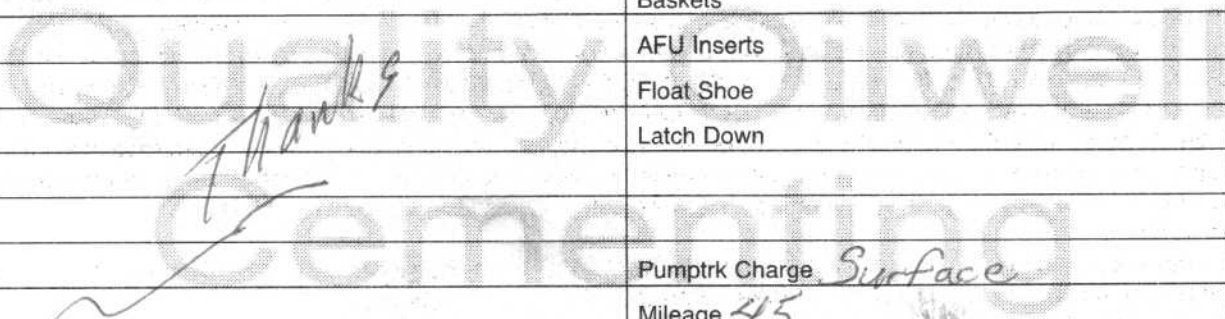 Baskets
Quality Oilwell
AFU Inserts
Thanks
Float Shoe
Latch Down
Cementing
Pumptrk Charge Surface
Mileage 45